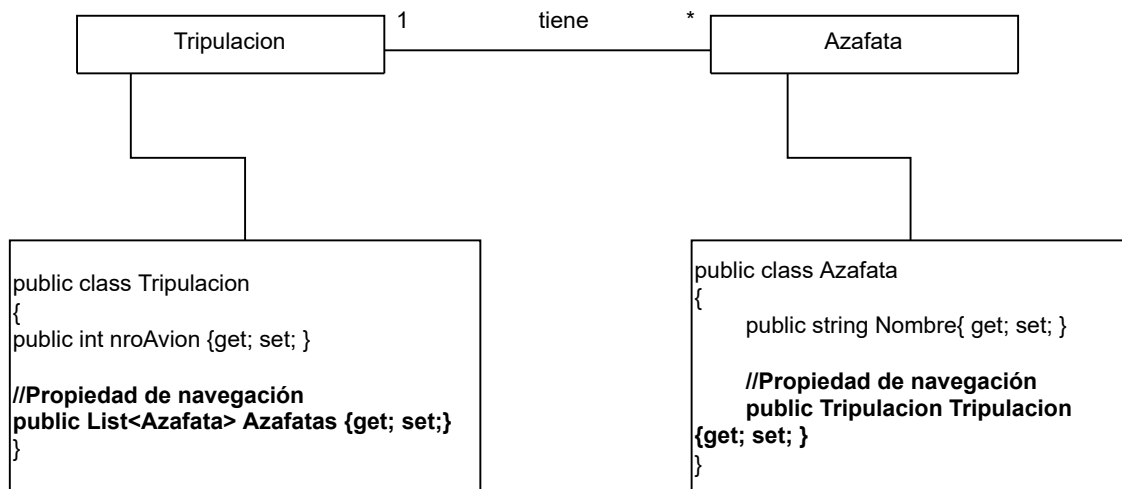 Tripulacion
1
tiene
*
Azafata
public class Tripulacion
{
public int nroAvion {get; set; }
//Propiedad de navegación
public List<Azafata> Azafatas {get; set;}
}
public class Azafata
{
public string Nombre{ get; set; }
//Propiedad de navegación
public Tripulacion Tripulacion
{get; set; }
}